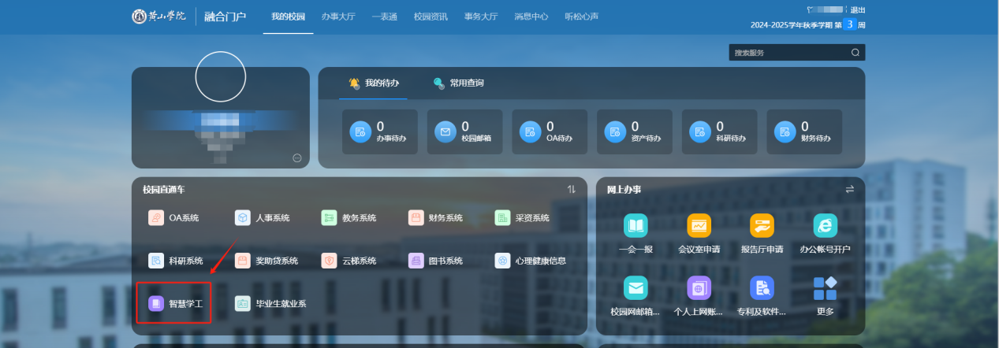 黄山学院 融合门户 我的校园 办事大厅 一表通 校园资讯 事务大厅 消息中心 听松心声
退出
2024-2025学年秋季学期 第 3 周
搜索服务
我的待办 常用查询
0 办事待办
0 校园邮箱
0 OA待办
0 资产待办
0 科研待办
0 财务待办
校园直通车
OA系统 人事系统 教务系统 财务系统 采资系统
科研系统 奖助贷系统 云梯系统 图书系统 心理健康信息
智慧学工 毕业生就业系
网上办事
一会一报 会议室申请 报告厅申请 办公帐号开户
校园网邮箱... 个人上网账... 专利及软件... 更多